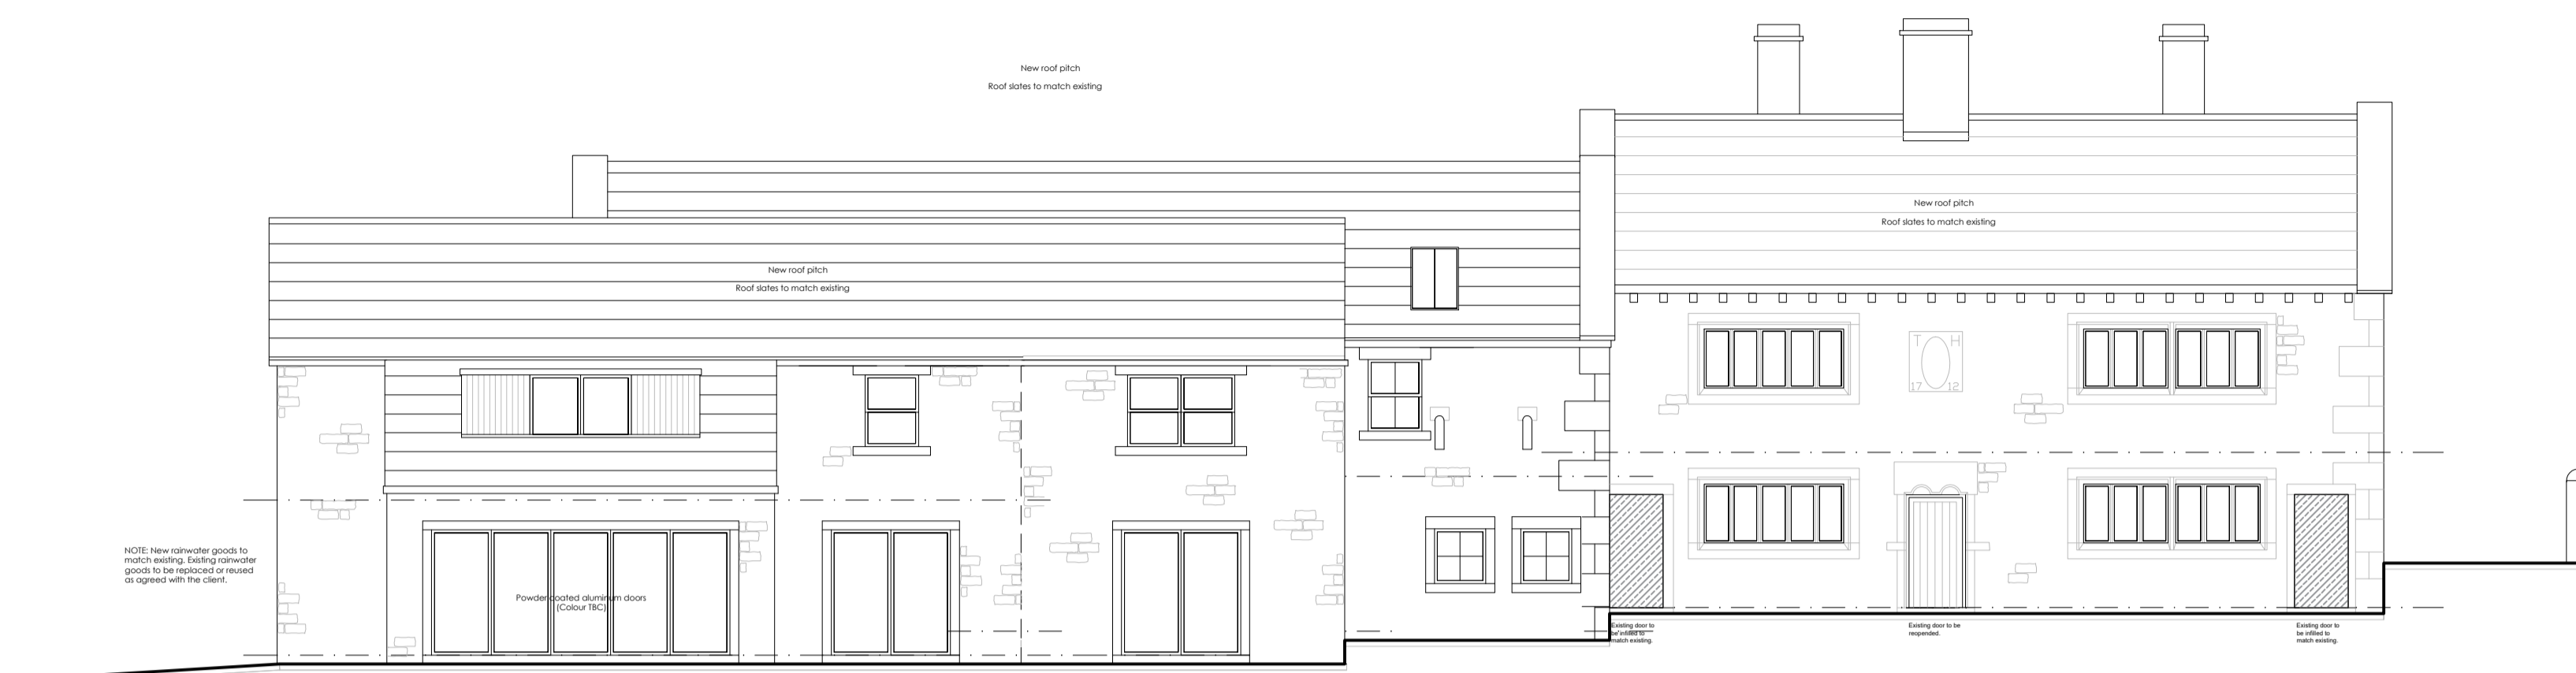 New roof pitch
Roof slates to match existing
New roof pitch
Roof slates to match existing
New roof pitch
Roof slates to match existing
T H
17 12
NOTE: New rainwater goods to
match existing. Existing rainwater
goods to be replaced or reused
as agreed with the client.
Powder coated aluminum doors
(Colour TBC)
Existing door to
be infilled to
match existing.
Existing door to be
reopended.
Existing door to
be infilled to
match existing.